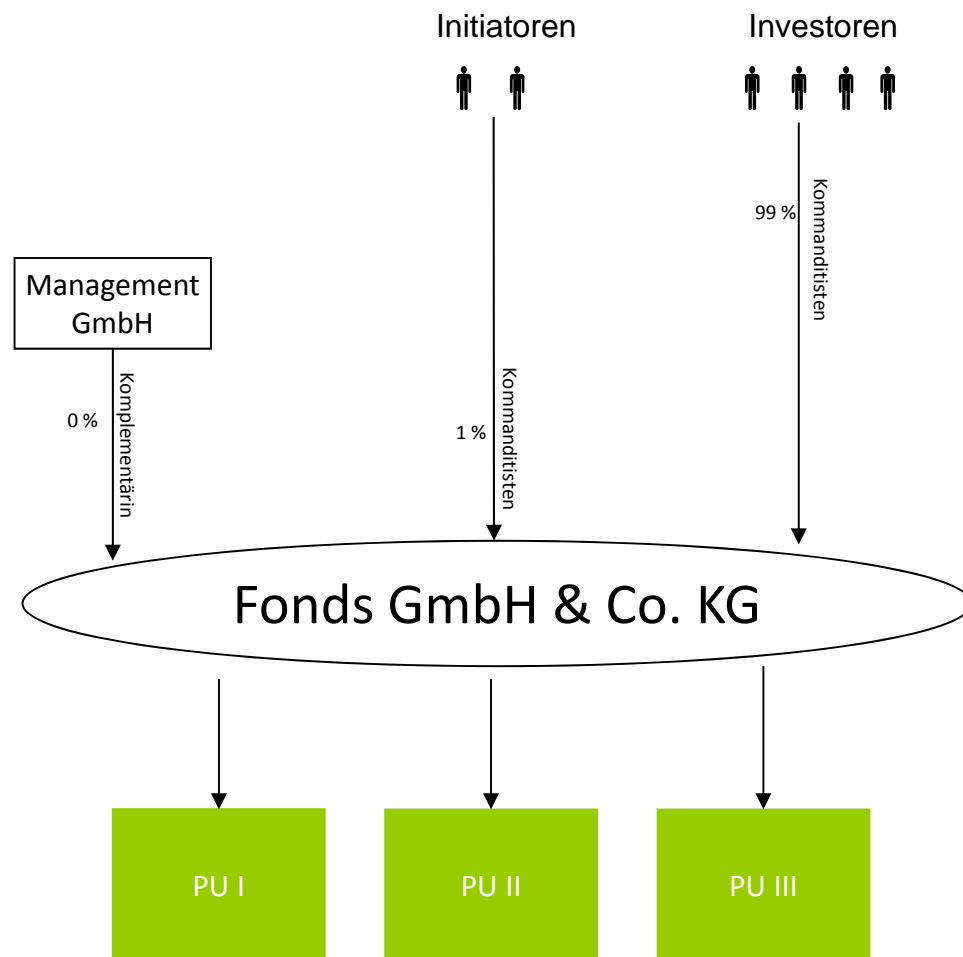 Initiatoren
Investoren
Kommanditisten
99 %
Management
GmbH
Komplementärin
0 %
Kommanditisten
1 %
Fonds GmbH & Co. KG
PU I
PU II
PU III